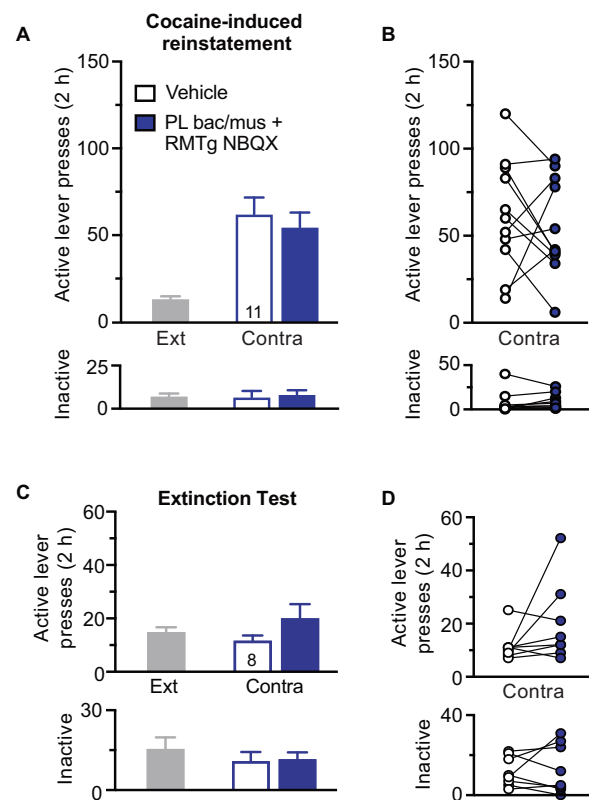 A
Cocaine-induced
reinstatement
Active lever presses (2 h)
150
100
50
0
Vehicle
PL bac/mus +
RMTg NBQX
11
Ext
Contra
Inactive
25
0
B
Active lever presses (2 h)
150
100
50
0
Contra
Inactive
50
25
0
C
Extinction Test
Active lever
presses (2 h)
60
40
20
0
8
Ext
Contra
Inactive
30
15
0
D
Active lever
presses (2 h)
60
40
20
0
Contra
Inactive
40
20
0